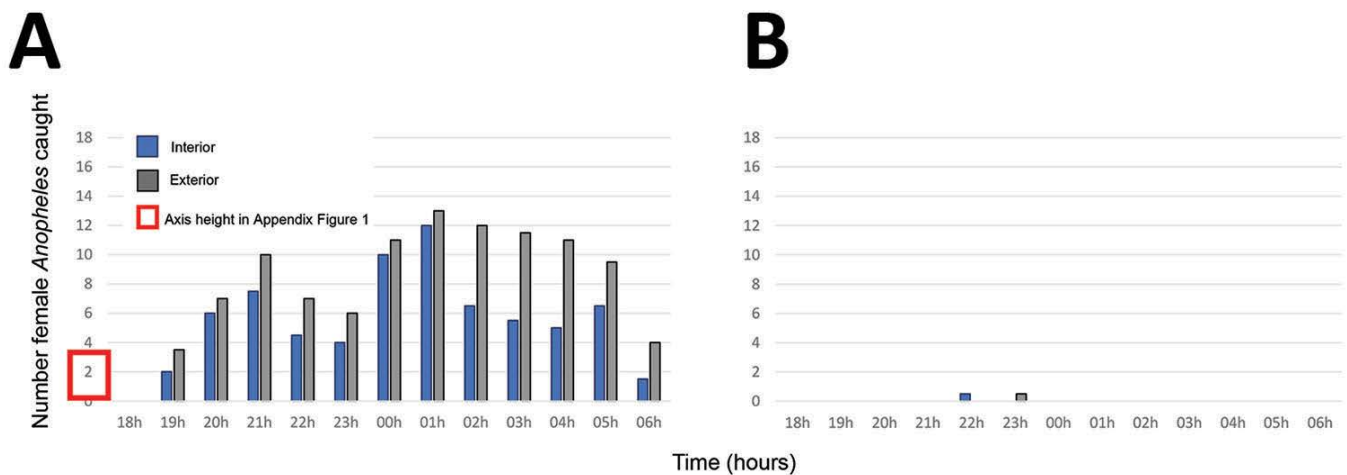 A
B
Number female Anopheles caught
18
16
14
12
10
8
6
4
2
0
Interior
Exterior
Axis height in Appendix Figure 1
18h 19h 20h 21h 22h 23h 00h 01h 02h 03h 04h 05h 06h
18
16
14
12
10
8
6
4
2
0
18h 19h 20h 21h 22h 23h 00h 01h 02h 03h 04h 05h 06h
Time (hours)